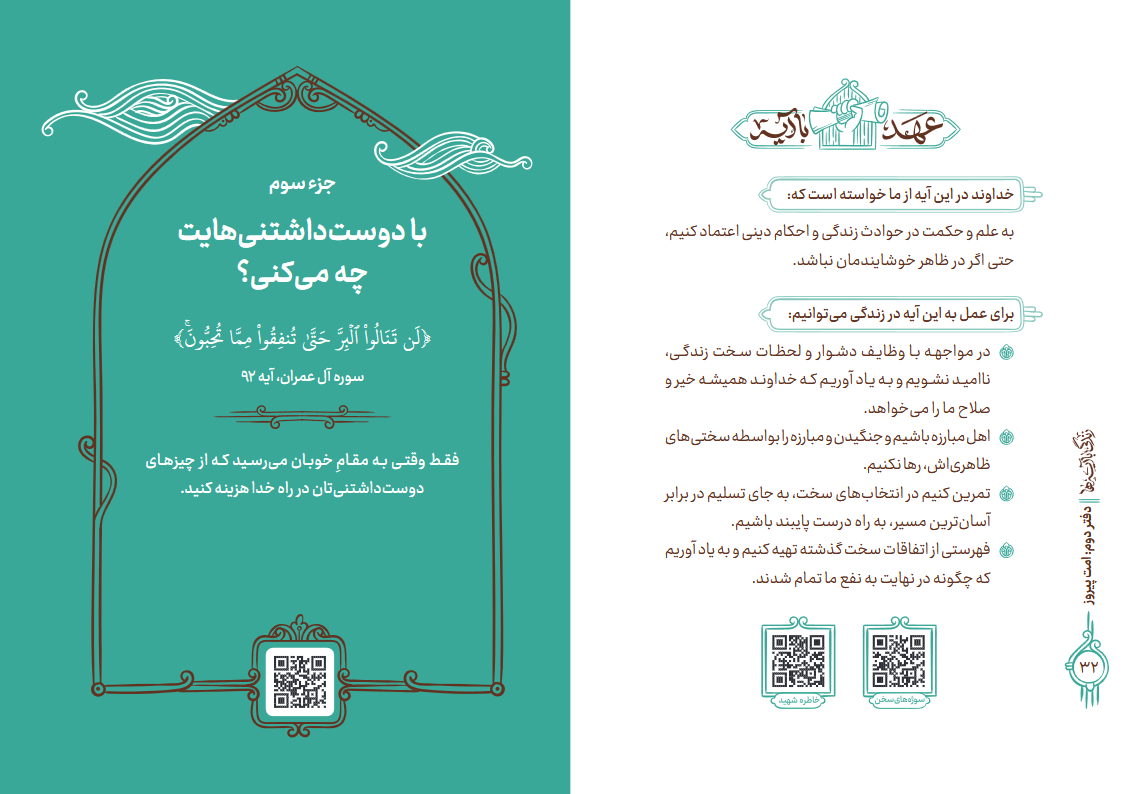 عهد با آیه
خداوند در این آیه از ما خواسته است که:
به علم و حکمت در حوادث زندگی و احکام دینی اعتماد کنیم،
حتی اگر در ظاهر خوشایندمان نباشد.
برای عمل به این آیه در زندگی می‌توانیم:
در مواجهه با وظایف دشوار و لحظات سخت زندگی،
ناامید نشویم و به یاد آوریم که خداوند همیشه خیر و
صلاح ما را می‌خواهد.
اهل مبارزه باشیم و جنگیدن و مبارزه را بواسطه سختی‌های
ظاهری‌اش، رها نکنیم.
تمرین کنیم در انتخاب‌های سخت، به جای تسلیم در برابر
آسان‌ترین مسیر، به راه درست پایبند باشیم.
فهرستی از اتفاقات سخت گذشته تهیه کنیم و به یاد آوریم
که چگونه در نهایت به نفع ما تمام شدند.
سوژه‌های سخن
خاطره شهید
زندگی با آیه‌ها
دفتر دوم: امت پیروز
۳۲
جزء سوم
با دوست‌داشتنی‌هایت
چه می‌کنی؟
﴿لَن تَنَالُواْ ٱلۡبِرَّ حَتَّىٰ تُنفِقُواْ مِمَّا تُحِبُّونَۚ﴾
سوره آل عمران، آیه ۹۲
فقط وقتی به مقامِ خوبان می‌رسید که از چیزهای
دوست‌داشتنی‌تان در راه خدا هزینه کنید.